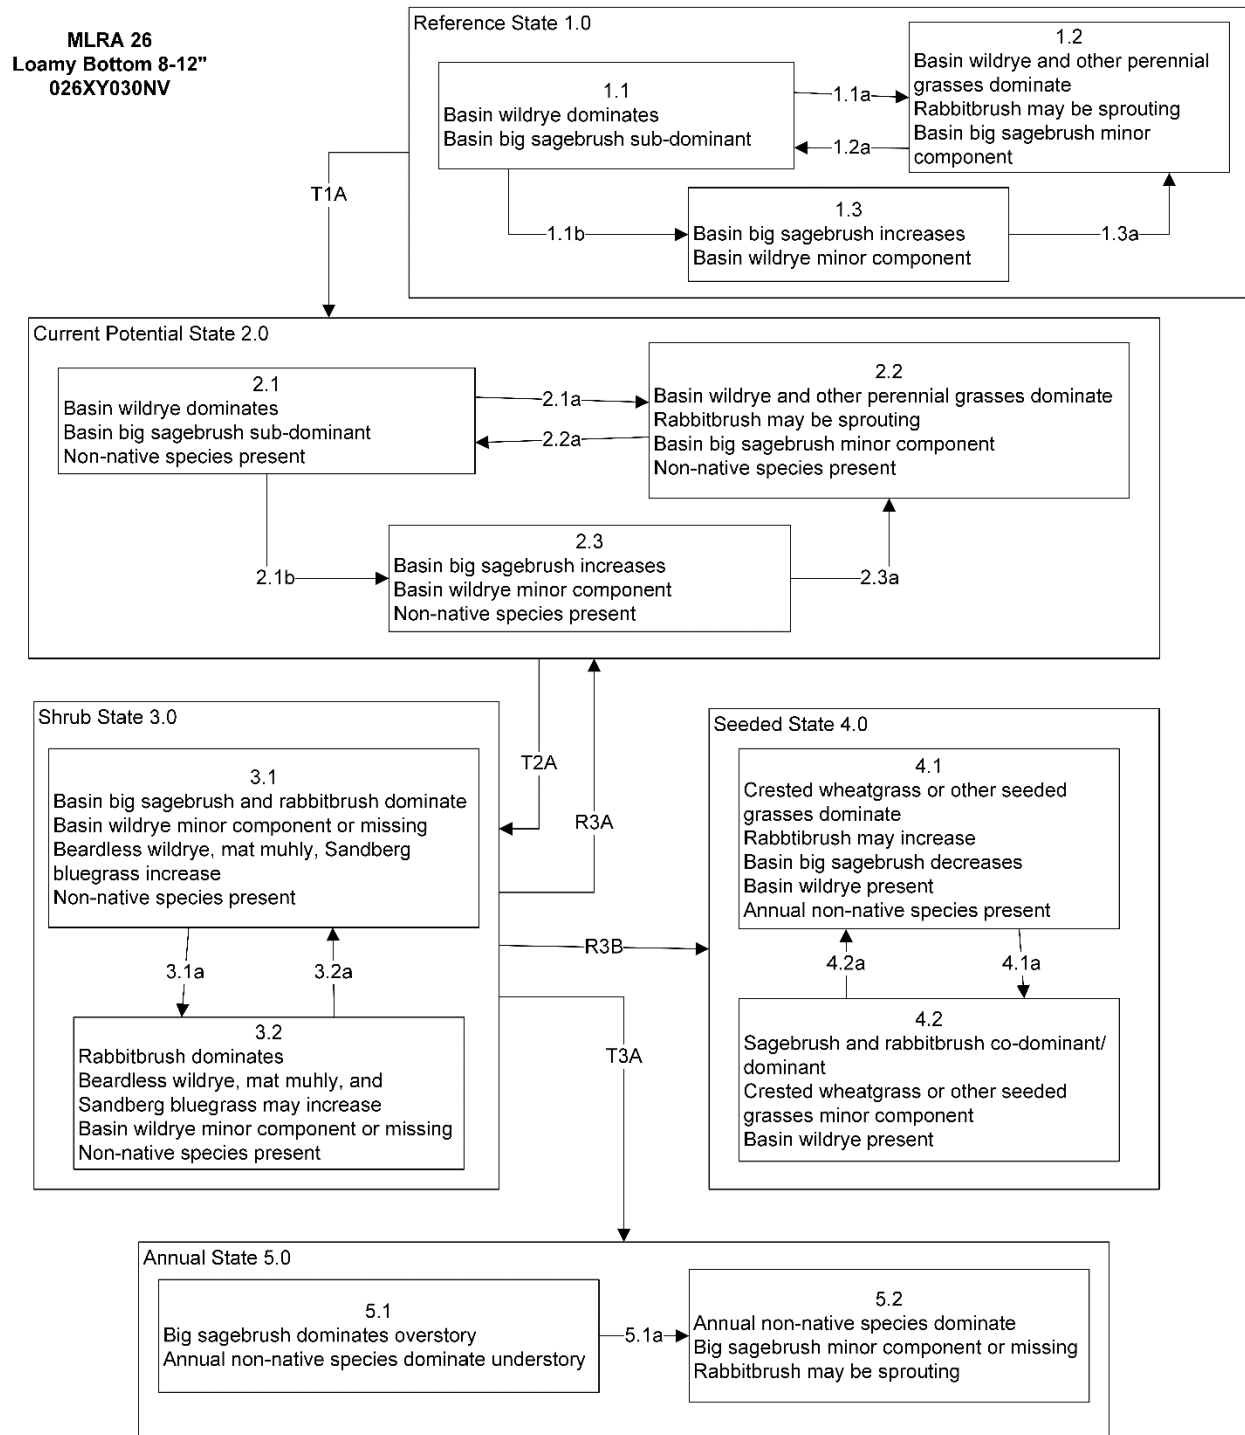 MLRA 26
Loamy Bottom 8-12"
026XY030NV
Reference State 1.0
1.1
Basin wildrye dominates
Basin big sagebrush sub-dominant
1.1a
1.2a
1.2
Basin wildrye and other perennial
grasses dominate
Rabbitbrush may be sprouting
Basin big sagebrush minor
component
1.1b
1.3
Basin big sagebrush increases
Basin wildrye minor component
1.3a
T1A
Current Potential State 2.0
2.1
Basin wildrye dominates
Basin big sagebrush sub-dominant
Non-native species present
2.1a
2.2a
2.2
Basin wildrye and other perennial grasses dominate
Rabbitbrush may be sprouting
Basin big sagebrush minor component
Non-native species present
2.1b
2.3
Basin big sagebrush increases
Basin wildrye minor component
Non-native species present
2.3a
T2A
R3A
Shrub State 3.0
3.1
Basin big sagebrush and rabbitbrush dominate
Basin wildrye minor component or missing
Beardless wildrye, mat muhly, Sandberg
bluegrass increase
Non-native species present
3.1a
3.2a
3.2
Rabbitbrush dominates
Beardless wildrye, mat muhly, and
Sandberg bluegrass may increase
Basin wildrye minor component or missing
Non-native species present
R3B
T3A
Seeded State 4.0
4.1
Crested wheatgrass or other seeded
grasses dominate
Rabbtibrush may increase
Basin big sagebrush decreases
Basin wildrye present
Annual non-native species present
4.2a
4.1a
4.2
Sagebrush and rabbitbrush co-dominant/
dominant
Crested wheatgrass or other seeded
grasses minor component
Basin wildrye present
Annual State 5.0
5.1
Big sagebrush dominates overstory
Annual non-native species dominate understory
5.1a
5.2
Annual non-native species dominate
Big sagebrush minor component or missing
Rabbitbrush may be sprouting